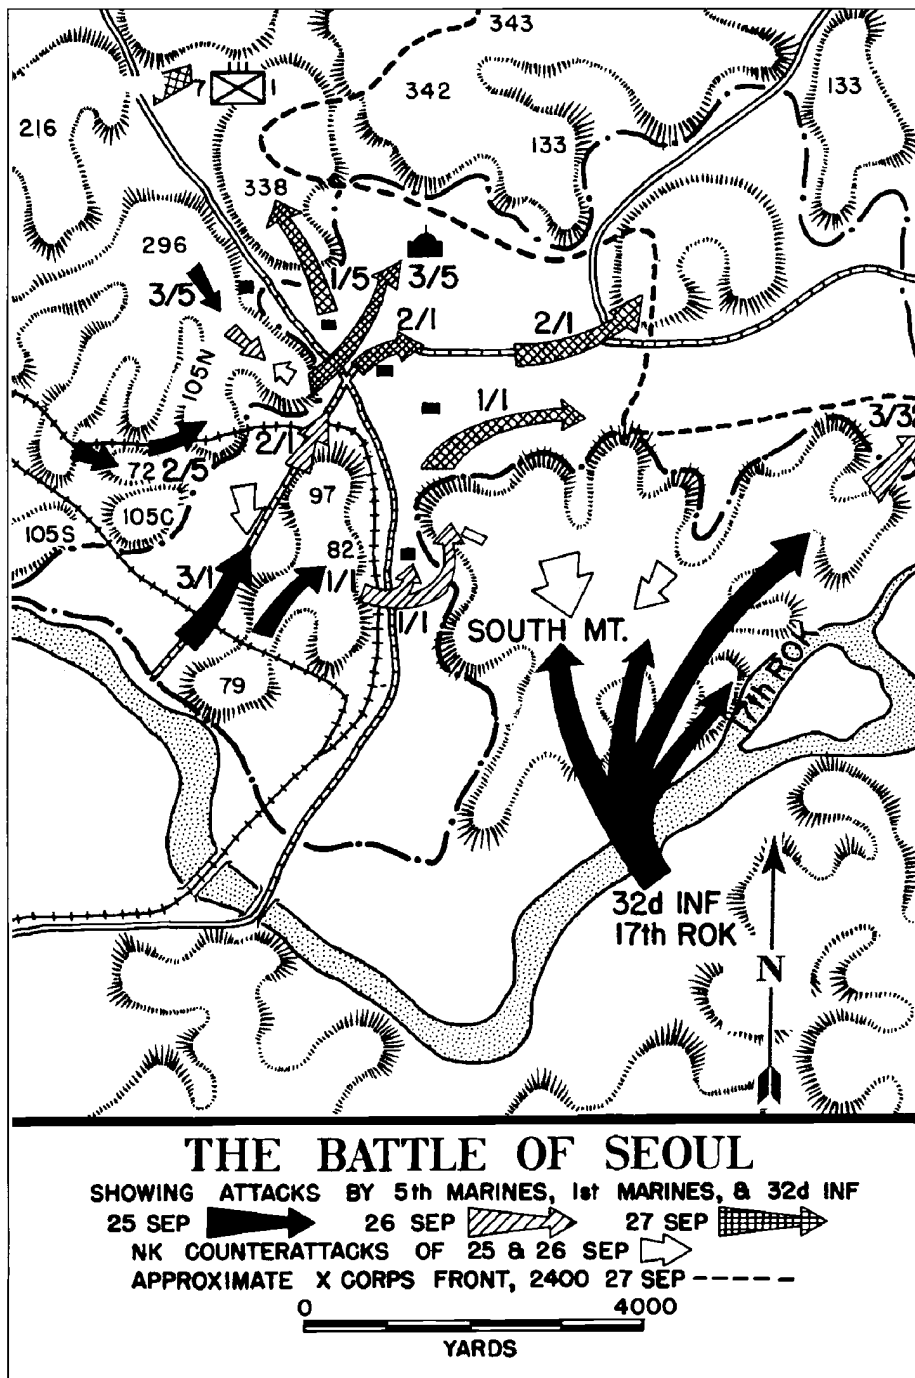 343
342
133
133
7 1
216
338
296
3/5
1/5
3/5
2/1
2/1
105N
1/1
3/3
2/1
72
2/5
97
105C
105S
82
3/1
1/1
1/1
SOUTH MT.
17th ROK
79
32d INF
17th ROK
N
THE BATTLE OF SEOUL
SHOWING ATTACKS BY 5th MARINES, 1st MARINES, & 32d INF
25 SEP 26 SEP 27 SEP
NK COUNTERATTACKS OF 25 & 26 SEP
APPROXIMATE X CORPS FRONT, 2400 27 SEP
0 4000
YARDS